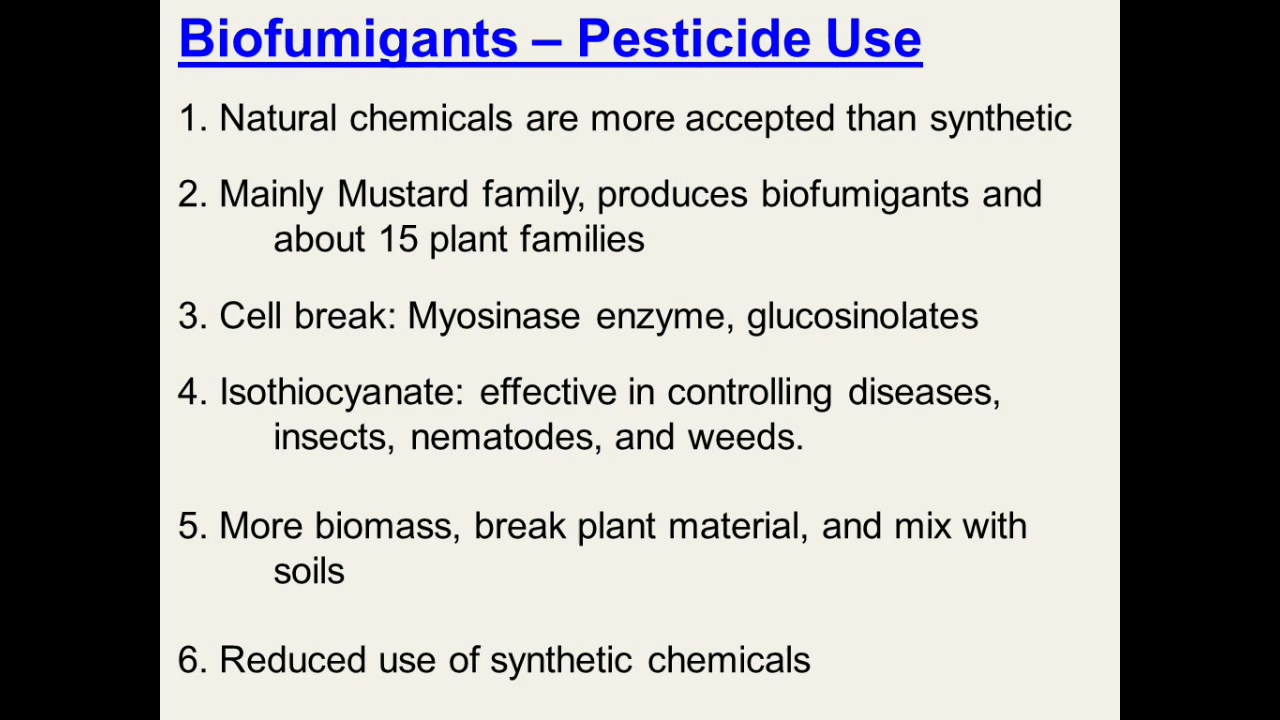 Biofumigants – Pesticide Use
1. Natural chemicals are more accepted than synthetic
2. Mainly Mustard family, produces biofumigants and
about 15 plant families
3. Cell break: Myosinase enzyme, glucosinolates
4. Isothiocyanate: effective in controlling diseases,
insects, nematodes, and weeds.
5. More biomass, break plant material, and mix with
soils
6. Reduced use of synthetic chemicals